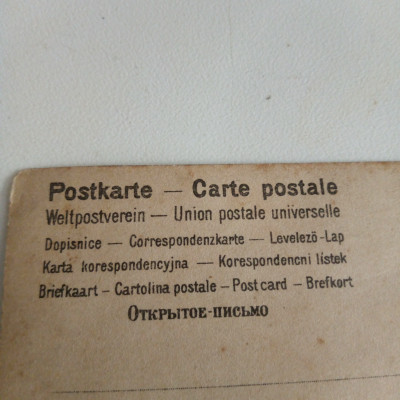 Postkarte — Carte postale
Weltpostverein — Union postale universelle
Dopisnice — Correspondenzkarte — Levelező-Lap
Karta korespondencyjna — Korespondencni listek
Briefkaart — Cartolina postale — Post card — Brefkort
Открытое-письмо